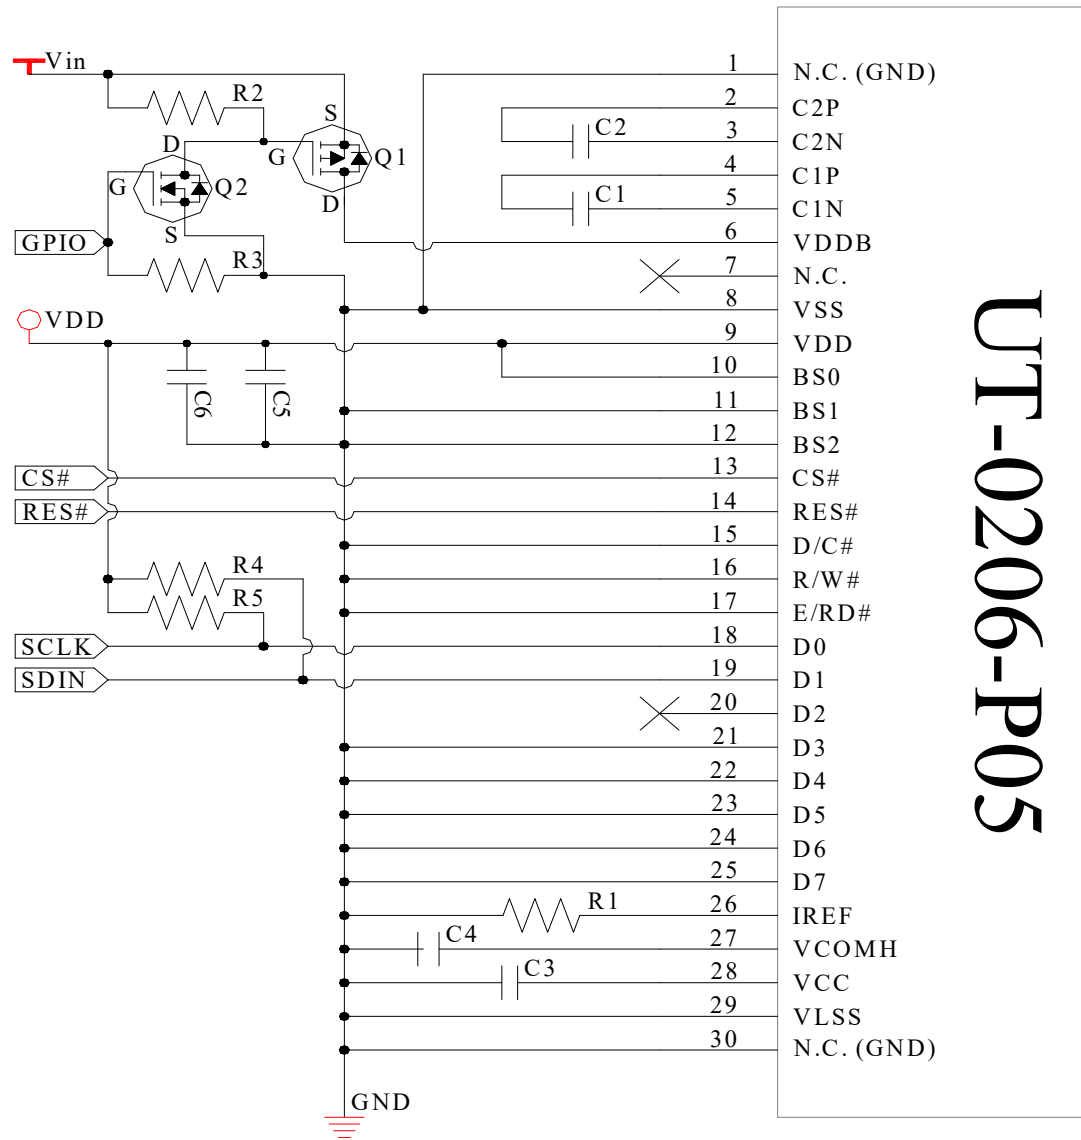 Vin
R2
S
G
Q1
D
D
G
Q2
S
GPIO
R3
VDD
C6
C5
CS#
RES#
R4
R5
SCLK
SDIN
C2
C1
R1
C4
C3
GND
1 N.C. (GND)
2 C2P
3 C2N
4 C1P
5 C1N
6 VDDB
7 N.C.
8 VSS
9 VDD
10 BS0
11 BS1
12 BS2
13 CS#
14 RES#
15 D/C#
16 R/W#
17 E/RD#
18 D0
19 D1
20 D2
21 D3
22 D4
23 D5
24 D6
25 D7
26 IREF
27 VCOMH
28 VCC
29 VLSS
30 N.C. (GND)
UT-0206-P05